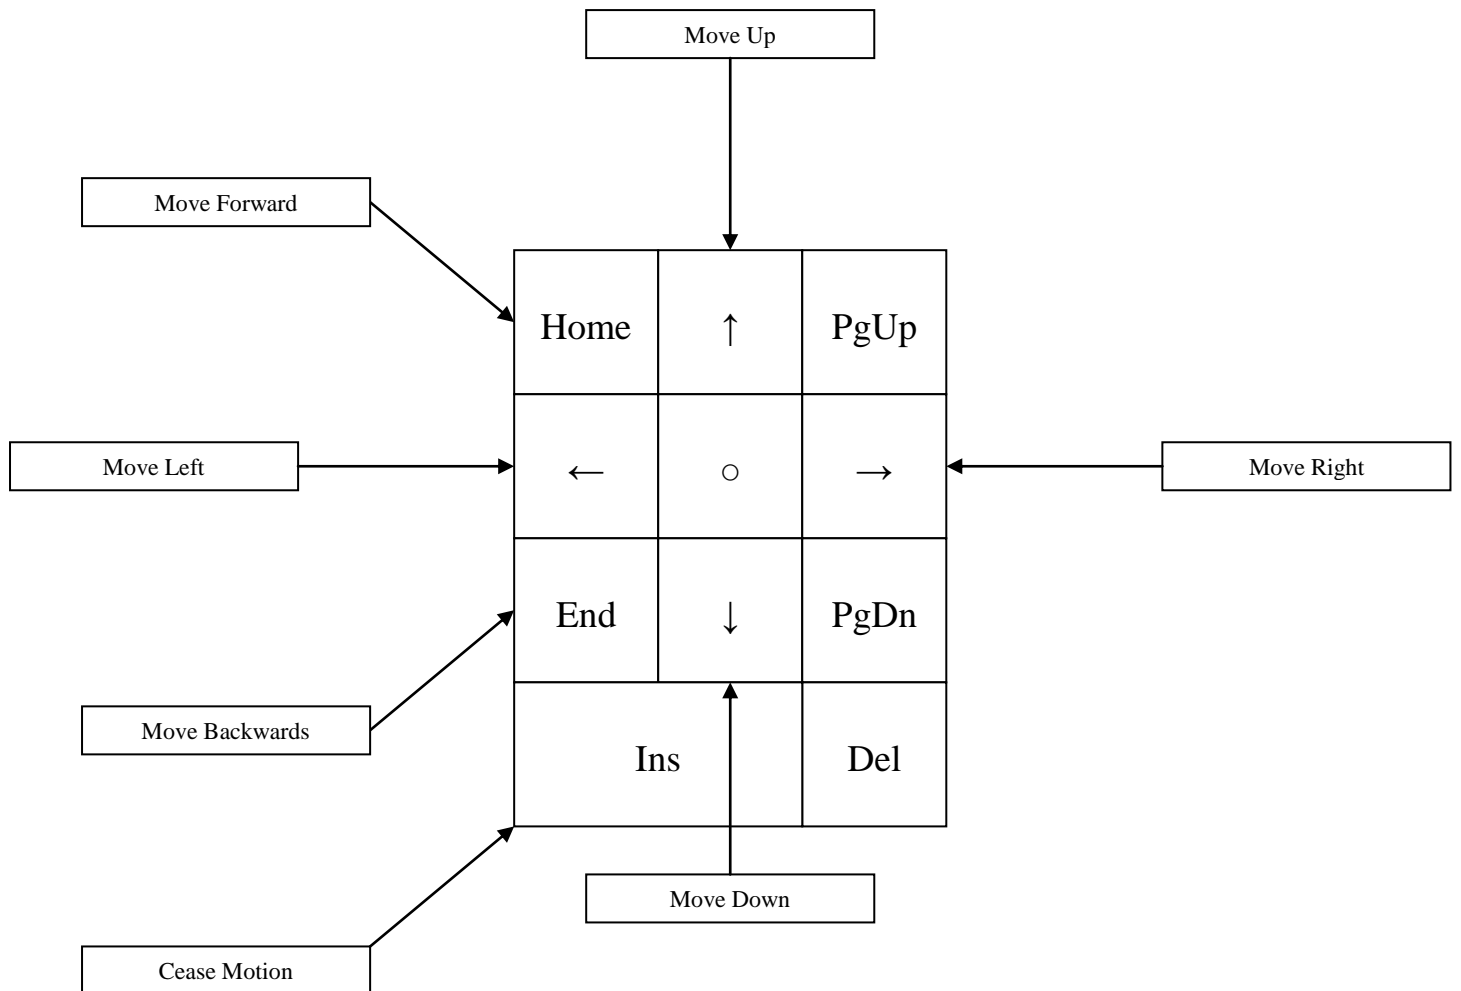 Move Up
Move Forward
Home ↑ PgUp
Move Left ← ○ → Move Right
End ↓ PgDn
Move Backwards
Ins Del
Move Down
Cease Motion